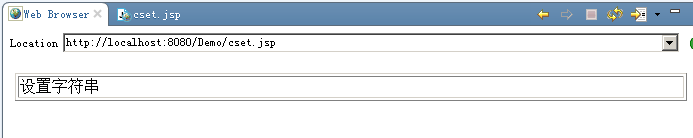 Web Browser cset.jsp
Location http://localhost:8080/Demo/cset.jsp
设置字符串